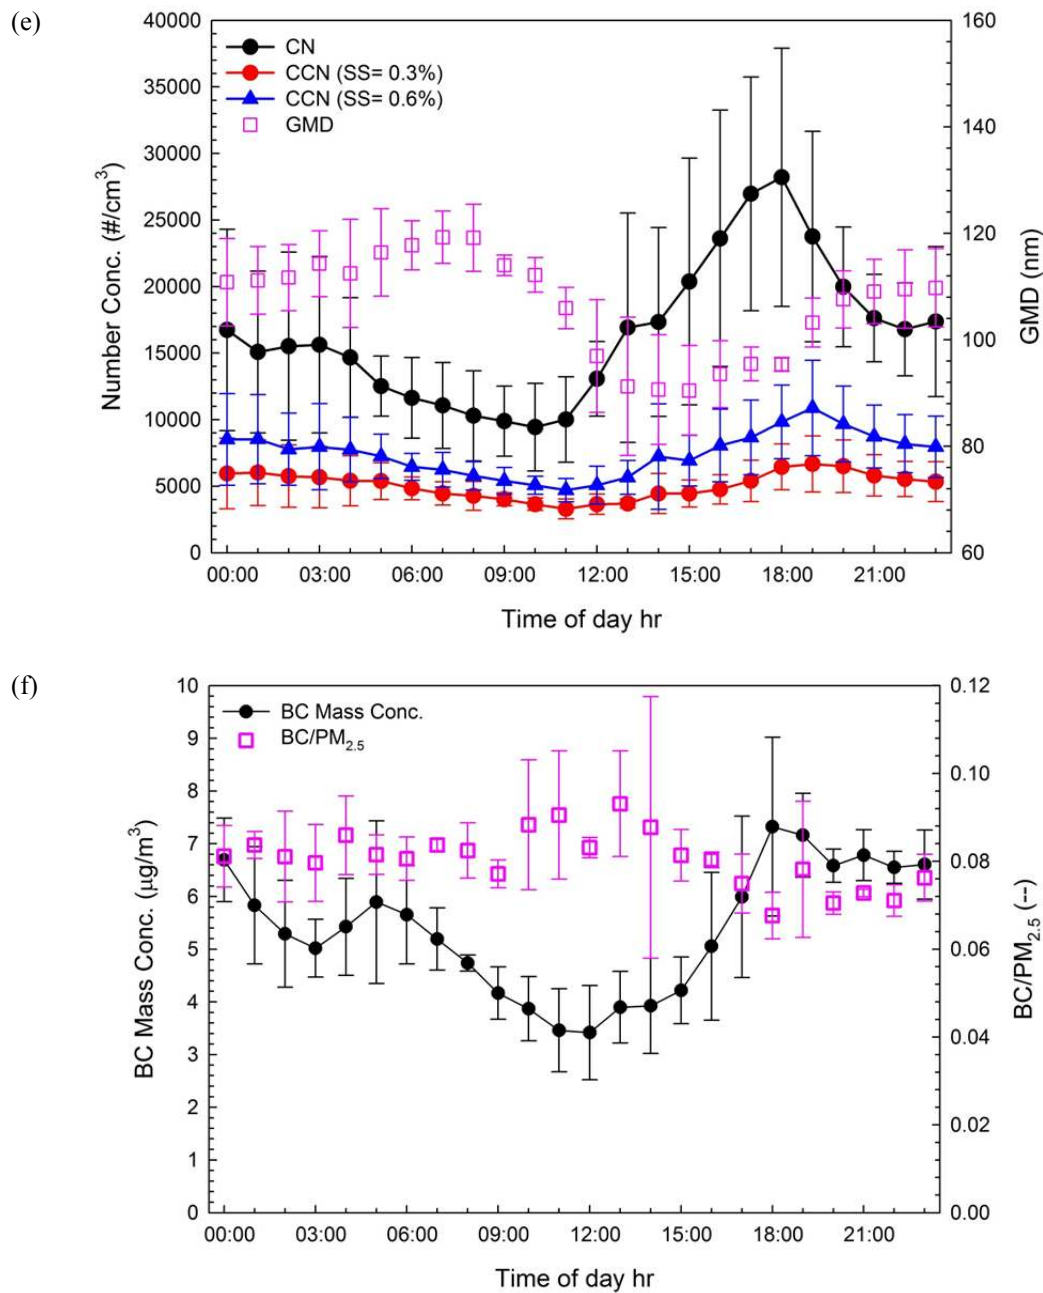 (e)
40000
35000
30000
25000
20000
15000
10000
5000
0
Number Conc. (#/cm³)
CN
CCN (SS= 0.3%)
CCN (SS= 0.6%)
GMD
160
140
120
100
80
60
GMD (nm)
00:00 03:00 06:00 09:00 12:00 15:00 18:00 21:00
Time of day hr
(f)
10
9
8
7
6
5
4
3
2
1
0
BC Mass Conc. (μg/m³)
BC Mass Conc.
BC/PM₂.₅
0.12
0.10
0.08
0.06
0.04
0.02
0.00
BC/PM₂.₅ (--)
00:00 03:00 06:00 09:00 12:00 15:00 18:00 21:00
Time of day hr